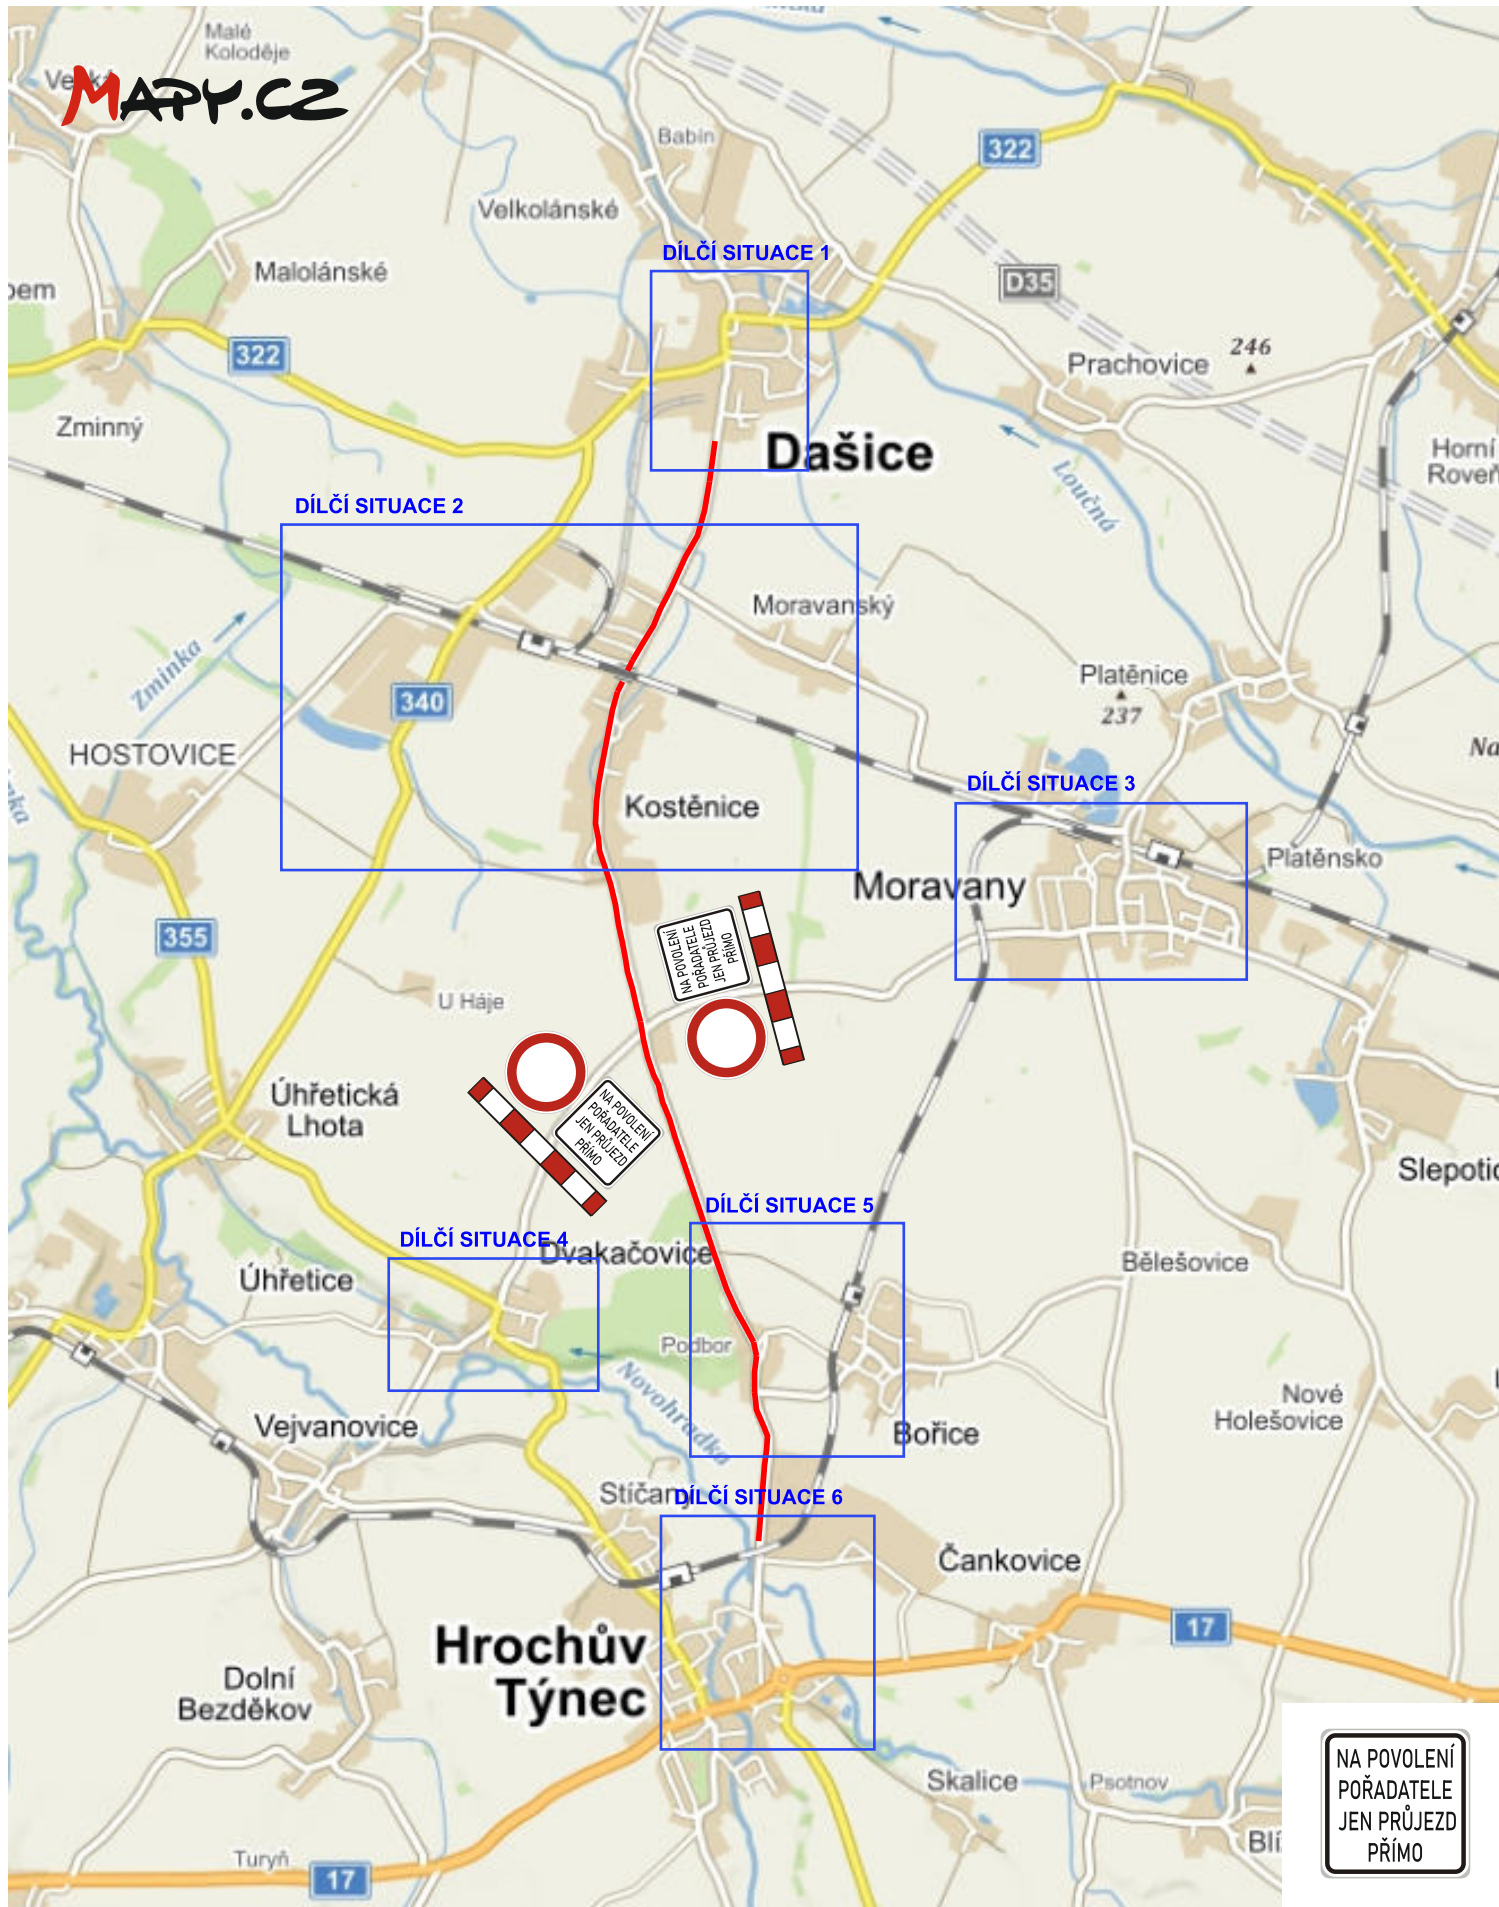 Malé
Koloděje
MAPY.CZ
Babín
322
Velkolánské
DÍLČÍ SITUACE 1
Malolánské
D35
322
246
Prachovice
Zminný
Dašice
Horní
Loučná
DÍLČÍ SITUACE 2
Moravanský
Zminka
Platěnice
340
237
HOSTOVICE
DÍLČÍ SITUACE 3
Kostěnice
Platěnsko
Moravany
355
NA POVOLENÍ
POŘADATELE
JEN PRŮJEZD
PŘÍMO
U Háje
Úhřetická
Lhota
NA POVOLENÍ
POŘADATELE
JEN PRŮJEZD
PŘÍMO
Slepotic
DÍLČÍ SITUACE 5
DÍLČÍ SITUACE 4
Dvakačovice
Bělešovice
Úhřetice
Podbor
Novohradka
Nové
Holešovice
Vejvanovice
Bořice
Stíčany
DÍLČÍ SITUACE 6
Čankovice
17
Hrochův
Týnec
Dolní
Bezděkov
Skalice
Psotnov
NA POVOLENÍ
POŘADATELE
JEN PRŮJEZD
PŘÍMO
Blí
Turyň
17